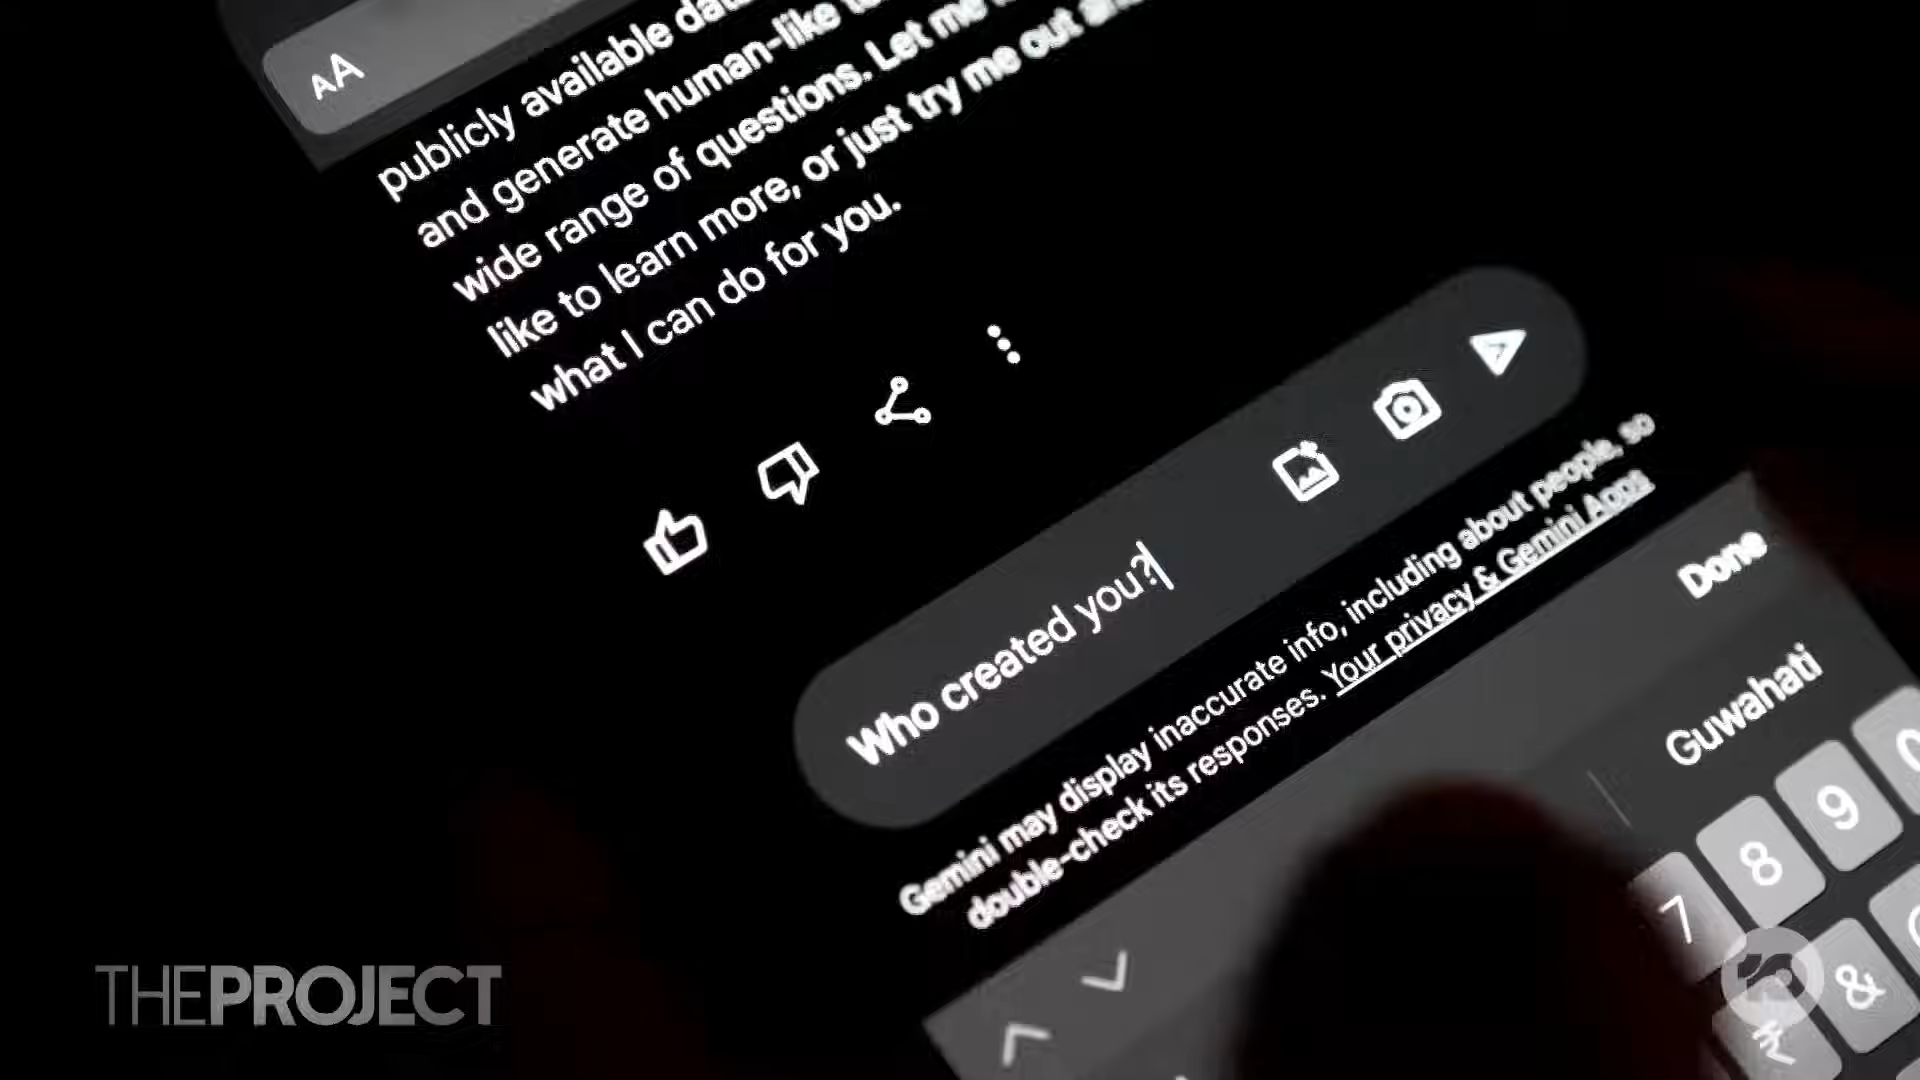 AA
publicly available
and generate human-like
wide range of questions. Let me
like to learn more, or just try me out
what I can do for you.
Who created you?
Gemini may display inaccurate info, including about people, so
double-check its responses. Your privacy & Gemini Apps
Done
Guwahati
7 8 9
₹ &
THEPROJECT
10